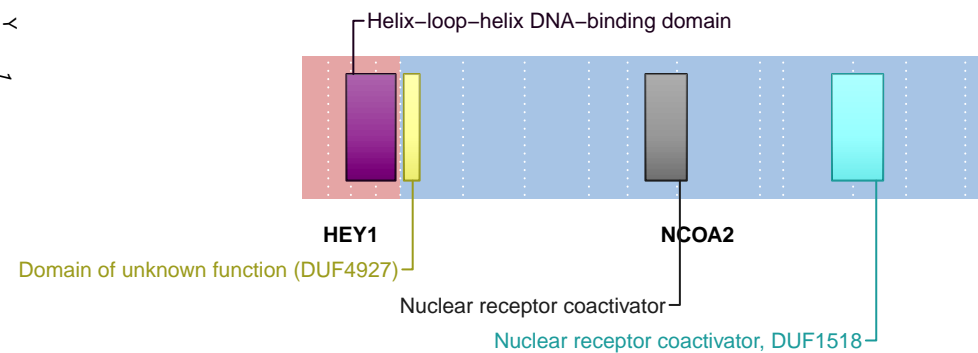 Y
1
Helix−loop−helix DNA−binding domain
HEY1
NCOA2
Domain of unknown function (DUF4927)
Nuclear receptor coactivator
Nuclear receptor coactivator, DUF1518